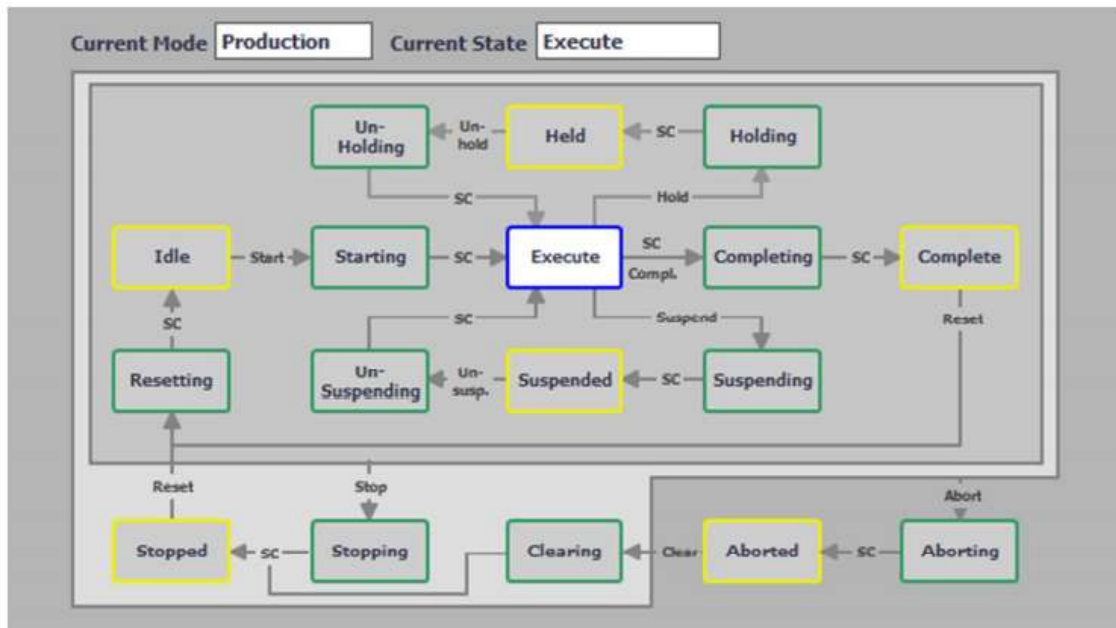 Current Mode Production Current State Execute
Un-
Holding
Un-
hold
Held
SC
Holding
SC
Hold
Idle
Start
Starting
SC
Execute
SC
Compl.
Completing
SC
Complete
SC
SC
Suspend
Reset
Resetting
Un-
Suspending
Un-
susp.
Suspended
SC
Suspending
Reset
Stop
Abort
Stopped
SC
Stopping
Clearing
Clear
Aborted
SC
Aborting